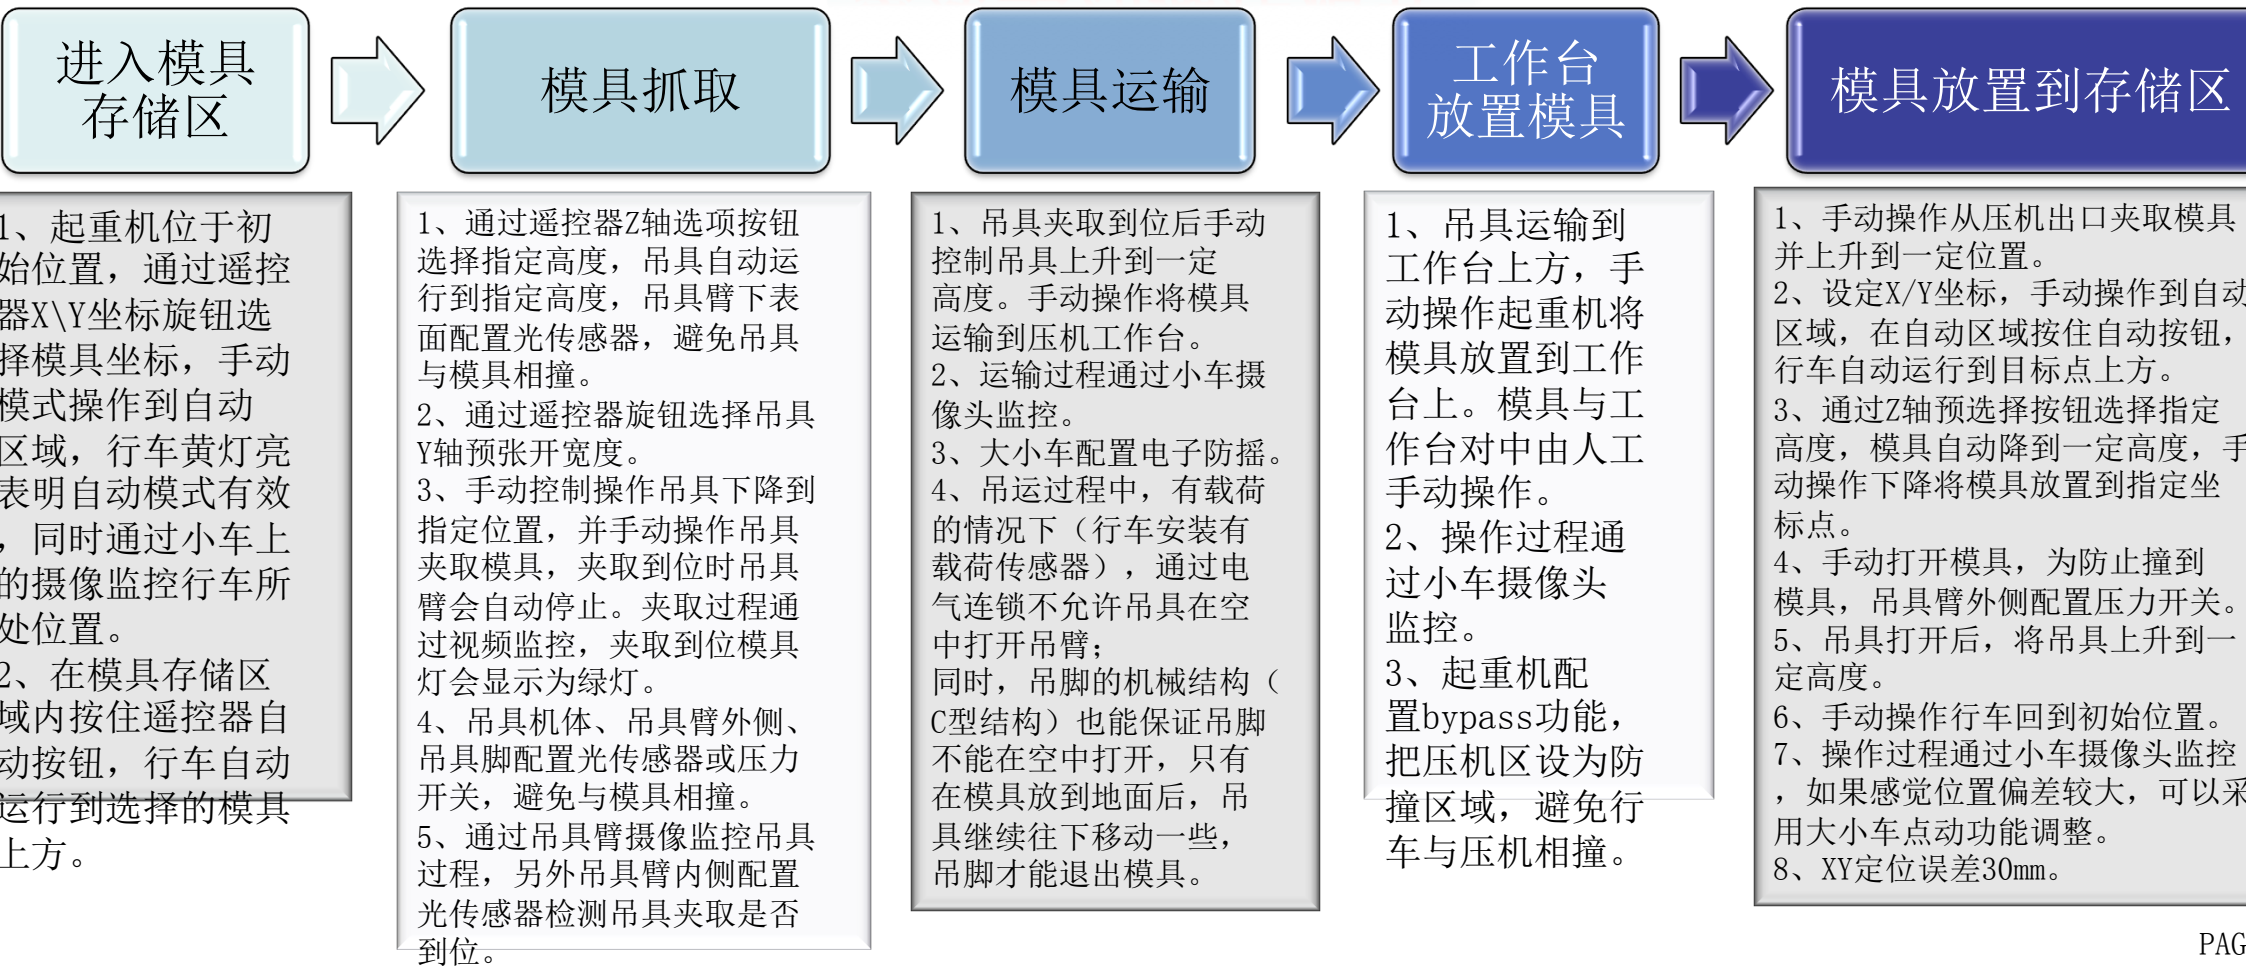 进入模具
存储区
模具抓取
模具运输
工作台
放置模具
模具放置到存储区
1、起重机位于初
始位置，通过遥控
器X\Y坐标旋钮选
择模具坐标，手动
模式操作到自动
区域，行车黄灯亮
表明自动模式有效
，同时通过小车上
的摄像监控行车所
处位置。
2、在模具存储区
域内按住遥控器自
动按钮，行车自动
运行到选择的模具
上方。
1、通过遥控器Z轴选项按钮
选择指定高度，吊具自动运
行到指定高度，吊具臂下表
面配置光传感器，避免吊具
与模具相撞。
2、通过遥控器旋钮选择吊具
Y轴预张开宽度。
3、手动控制操作吊具下降到
指定位置，并手动操作吊具
夹取模具，夹取到位时吊具
臂会自动停止。夹取过程通
过视频监控，夹取到位模具
灯会显示为绿灯。
4、吊具机体、吊具臂外侧、
吊具脚配置光传感器或压力
开关，避免与模具相撞。
5、通过吊具臂摄像监控吊具
过程，另外吊具臂内侧配置
光传感器检测吊具夹取是否
到位。
1、吊具夹取到位后手动
控制吊具上升到一定
高度。手动操作将模具
运输到压机工作台。
2、运输过程通过小车摄
像头监控。
3、大小车配置电子防摇。
4、吊运过程中，有载荷
的情况下（行车安装有
载荷传感器），通过电
气连锁不允许吊具在空
中打开吊臂；
同时，吊脚的机械结构（
C型结构）也能保证吊脚
不能在空中打开，只有
在模具放到地面后，吊
具继续往下移动一些，
吊脚才能退出模具。
1、吊具运输到
工作台上方，手
动操作起重机将
模具放置到工作
台上。模具与工
作台对中由人工
手动操作。
2、操作过程通
过小车摄像头
监控。
3、起重机配
置bypass功能，
把压机区设为防
撞区域，避免行
车与压机相撞。
1、手动操作从压机出口夹取模具
并上升到一定位置。
2、设定X/Y坐标，手动操作到自动
区域，在自动区域按住自动按钮，
行车自动运行到目标点上方。
3、通过Z轴预选择按钮选择指定
高度，模具自动降到一定高度，手
动操作下降将模具放置到指定坐
标点。
4、手动打开模具，为防止撞到
模具，吊具臂外侧配置压力开关。
5、吊具打开后，将吊具上升到一
定高度。
6、手动操作行车回到初始位置。
7、操作过程通过小车摄像头监控
，如果感觉位置偏差较大，可以采
用大小车点动功能调整。
8、XY定位误差30mm。
PAG